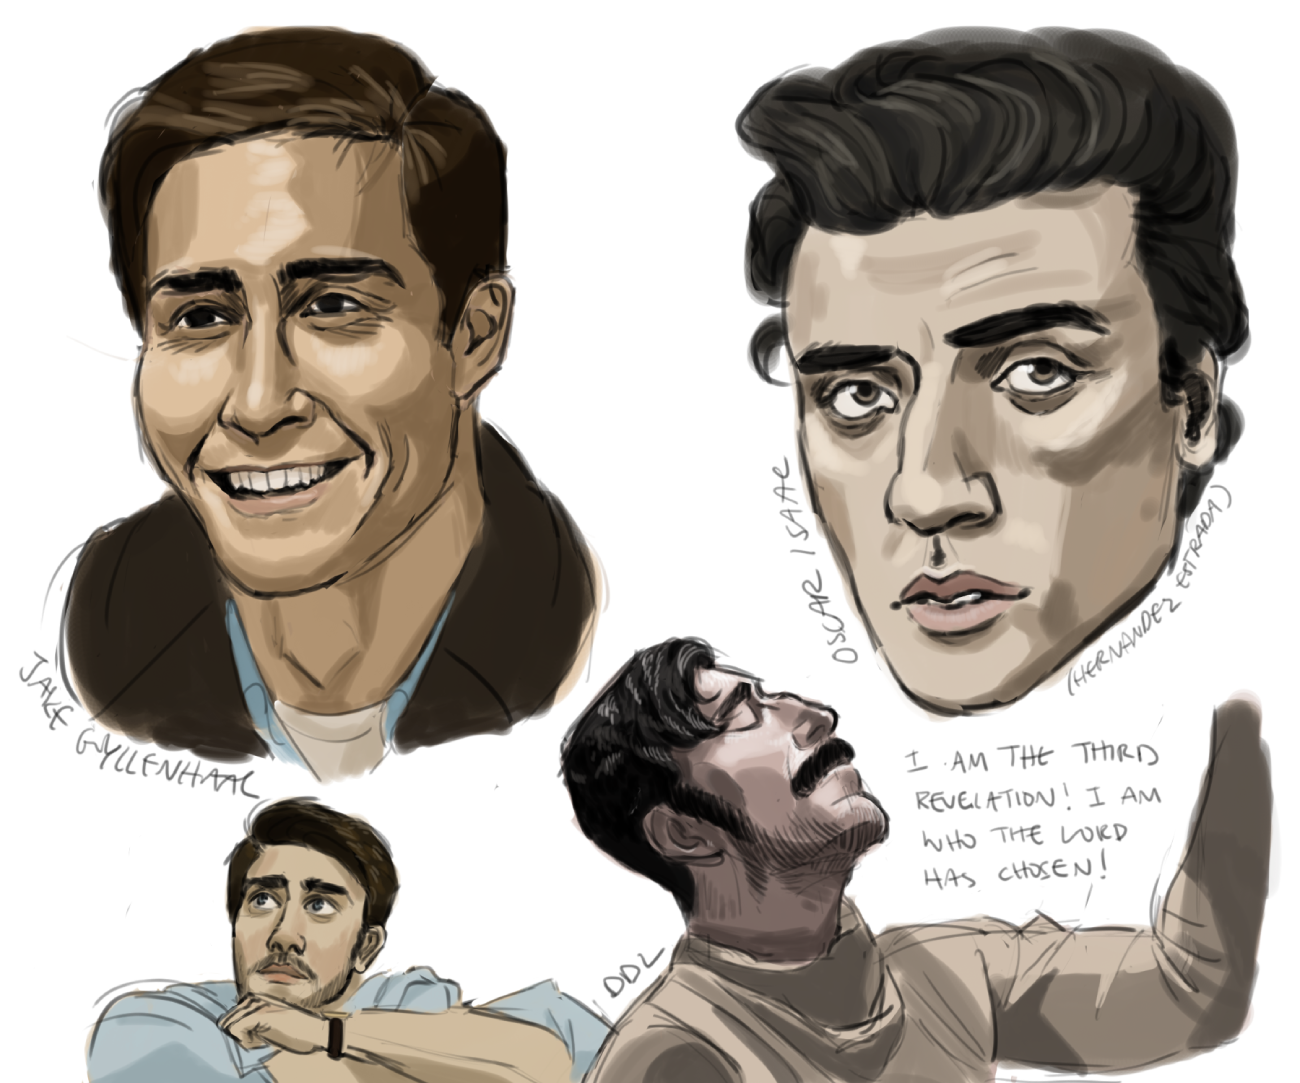 JAKE GYLLENHAAL
OSCAR ISAAC
(HERNANDEZ ESTRADA)
I AM THE THIRD
REVELATION! I AM
WHO THE LORD
HAS CHOSEN!
DDL